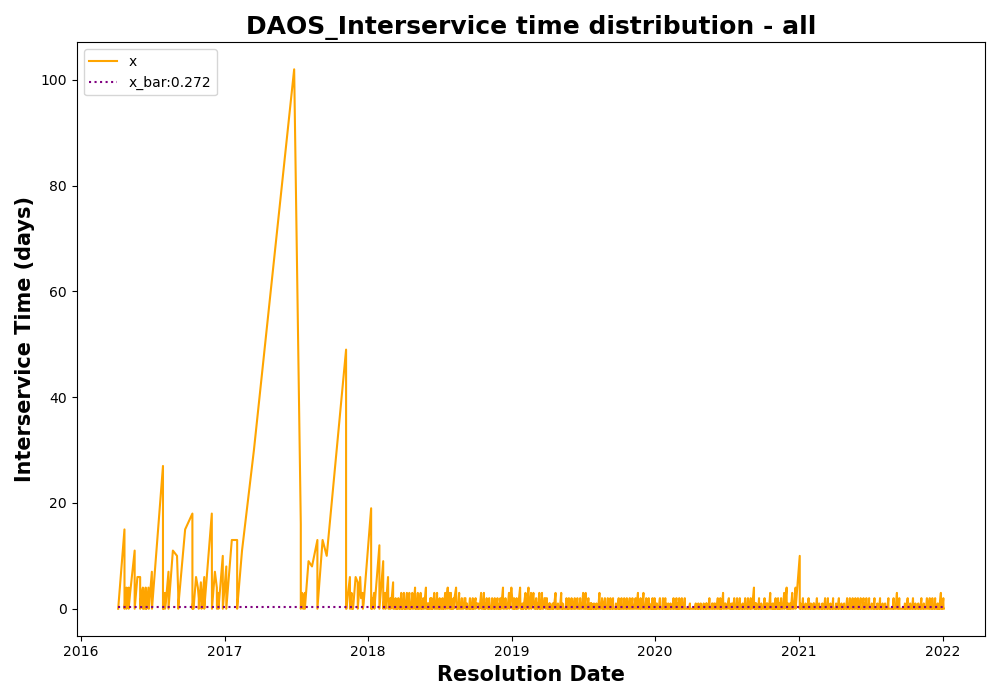 DAOS_Interservice time distribution - all
x
x_bar:0.272
Interservice Time (days)
100
80
60
40
20
0
2016 2017 2018 2019 2020 2021 2022
Resolution Date